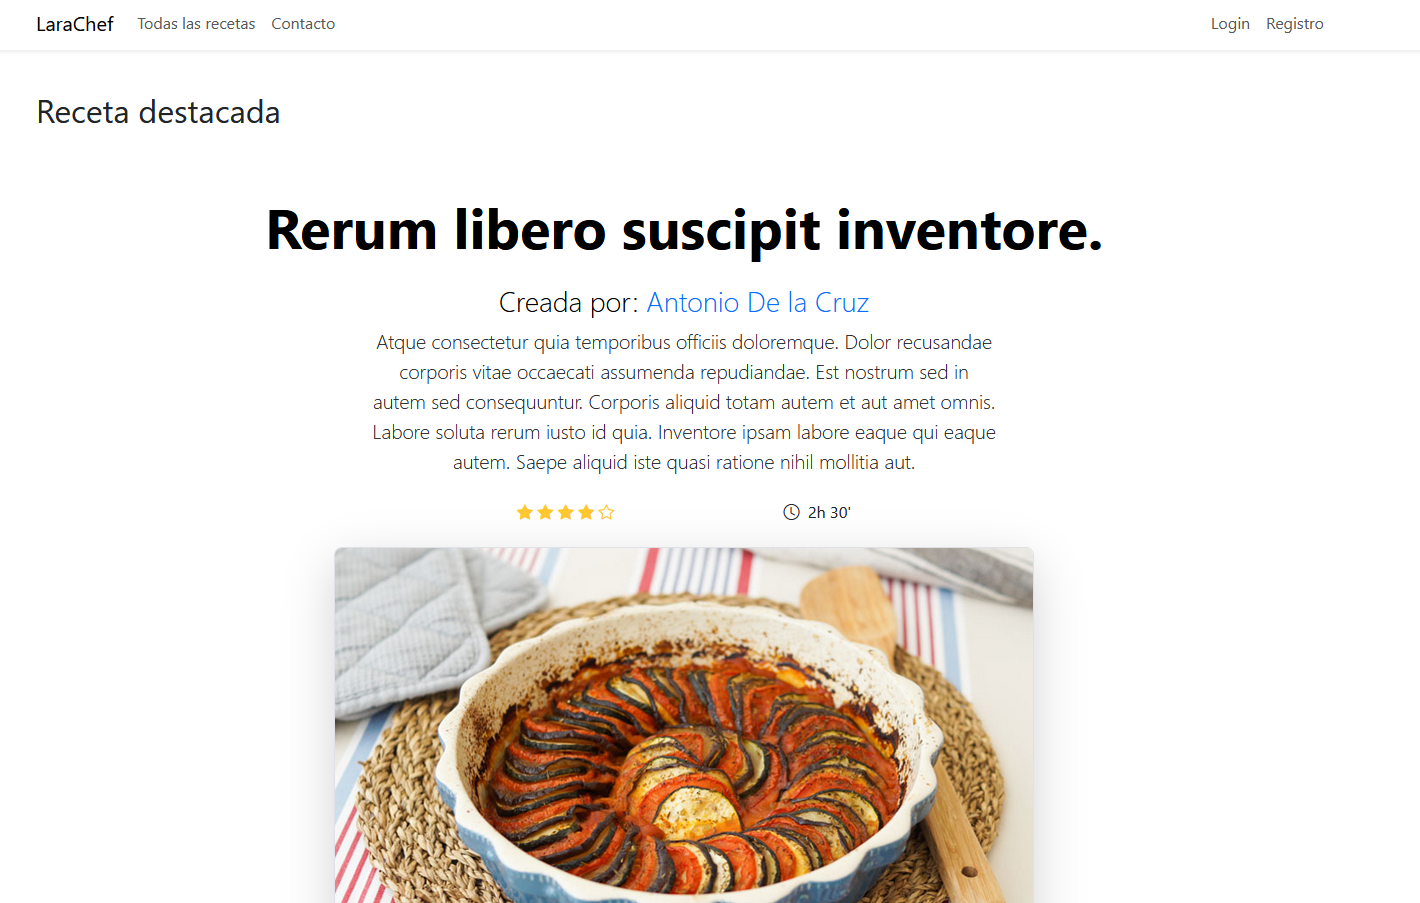 LaraChef Todas las recetas Contacto Login Registro
Receta destacada
Rerum libero suscipit inventore.
Creada por: Antonio De la Cruz
Atque consectetur quia temporibus officiis doloremque. Dolor recusandae
corporis vitae occaecati assumenda repudiandae. Est nostrum sed in
autem sed consequuntur. Corporis aliquid totam autem et aut amet omnis.
Labore soluta rerum iusto id quia. Inventore ipsam labore eaque qui eaque
autem. Saepe aliquid iste quasi ratione nihil mollitia aut.
2h 30'